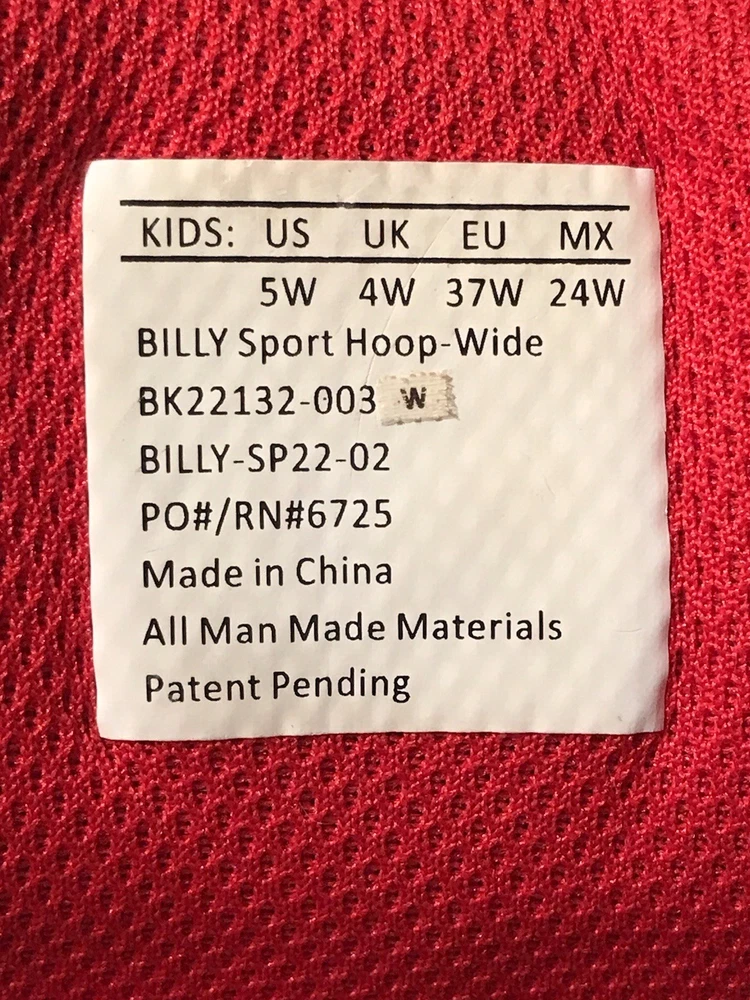 KIDS: US UK EU MX
5W 4W 37W 24W
BILLY Sport Hoop-Wide
BK22132-003 W
BILLY-SP22-02
PO#/RN#6725
Made in China
All Man Made Materials
Patent Pending